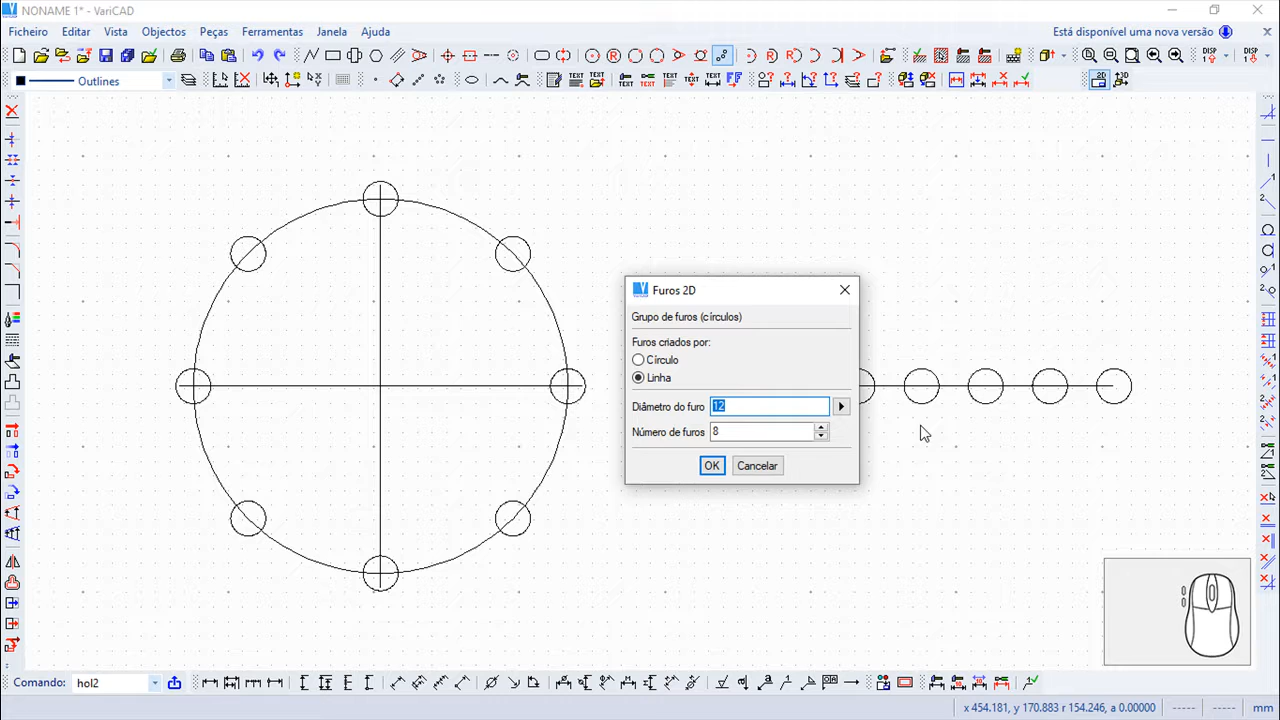 NONAME 1* - VariCAD
Ficheiro Editar Vista Objectos Peças Ferramentas Janela Ajuda Está disponível uma nova versão
Outlines
Furos 2D
Grupo de furos (círculos)
Furos criados por:
Círculo
Linha
Diâmetro do furo 12
Número de furos 8
OK Cancelar
Comando: hol2
x 454.181, y 170.883 r 154.246, a 0.00000 ----- ----- mm